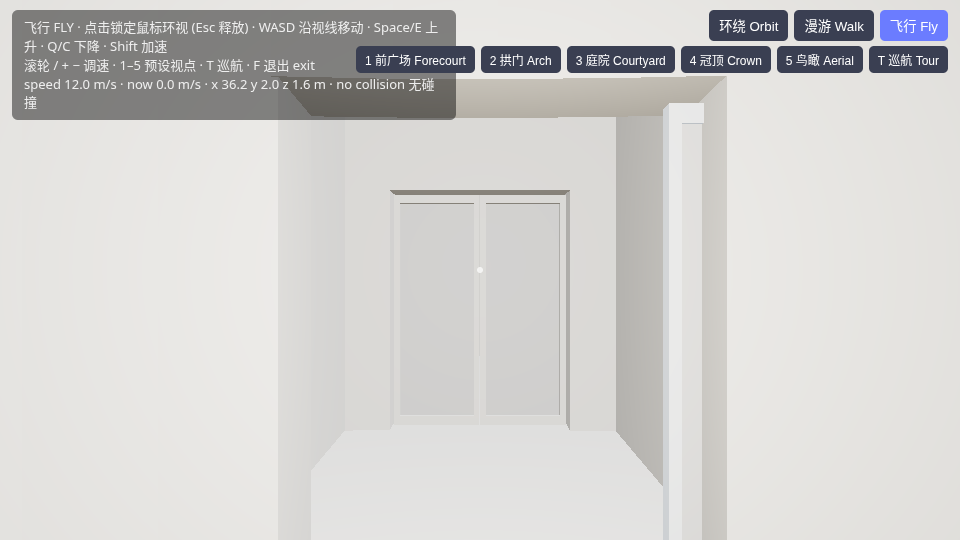 飞行 FLY · 点击锁定鼠标环视 (Esc 释放) · WASD 沿视线移动 · Space/E 上
升 · Q/C 下降 · Shift 加速
滚轮 / + − 调速 · 1–5 预设视点 · T 巡航 · F 退出 exit
speed 12.0 m/s · now 0.0 m/s · x 36.2 y 2.0 z 1.6 m · no collision 无碰
撞
环绕 Orbit
漫游 Walk
飞行 Fly
1 前广场 Forecourt
2 拱门 Arch
3 庭院 Courtyard
4 冠顶 Crown
5 鸟瞰 Aerial
T 巡航 Tour